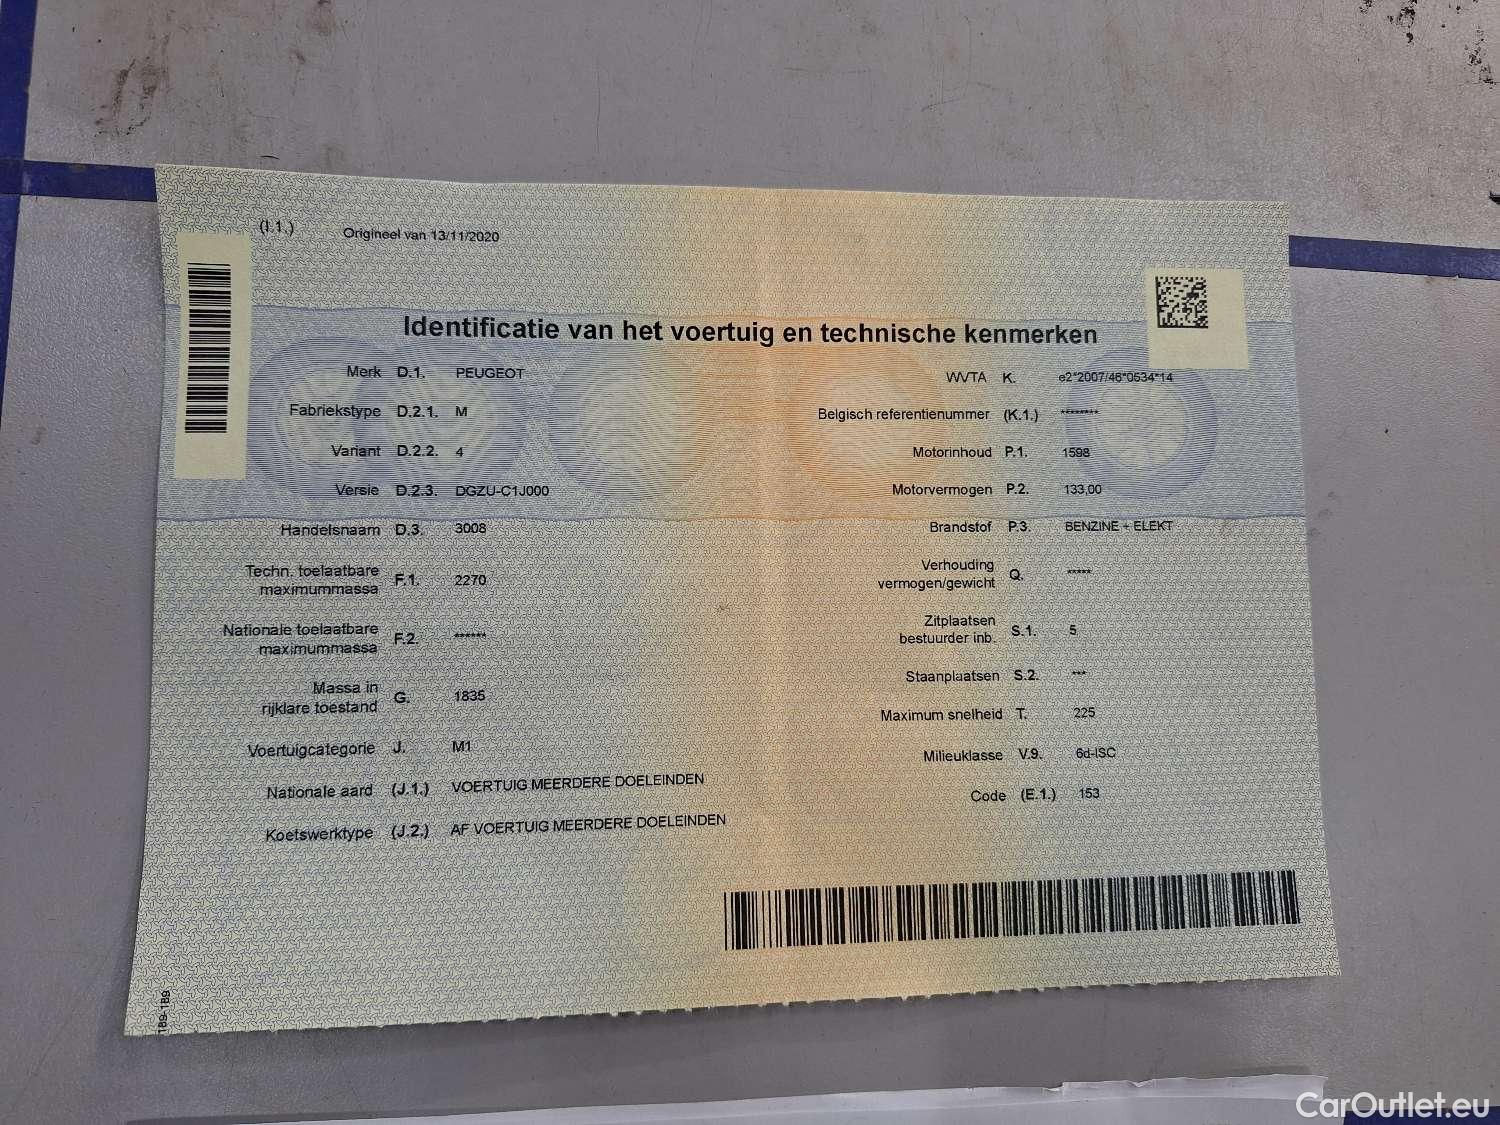 (I.1.) Origineel van 13/11/2020
Identificatie van het voertuig en technische kenmerken
Merk D.1. PEUGEOT
Fabriekstype D.2.1. M
Variant D.2.2. 4
Versie D.2.3. DGZU-C1J000
Handelsnaam D.3. 3008
Techn. toelaatbare
maximummassa F.1. 2270
Nationale toelaatbare
maximummassa F.2. ******
Massa in
rijklare toestand G. 1835
Voertuigcategorie J. M1
Nationale aard (J.1.) VOERTUIG MEERDERE DOELEINDEN
Koetswerktype (J.2.) AF VOERTUIG MEERDERE DOELEINDEN
WVTA K. e2*2007/46*0534*14
Belgisch referentienummer (K.1.) ********
Motorinhoud P.1. 1598
Motorvermogen P.2. 133,00
Brandstof P.3. BENZINE + ELEKT
Verhouding
vermogen/gewicht Q. *****
Zitplaatsen
bestuurder inb. S.1. 5
Staanplaatsen S.2. ***
Maximum snelheid T. 225
Milieuklasse V.9. 6d-ISC
Code (E.1.) 153
189-189
CarOutlet.eu